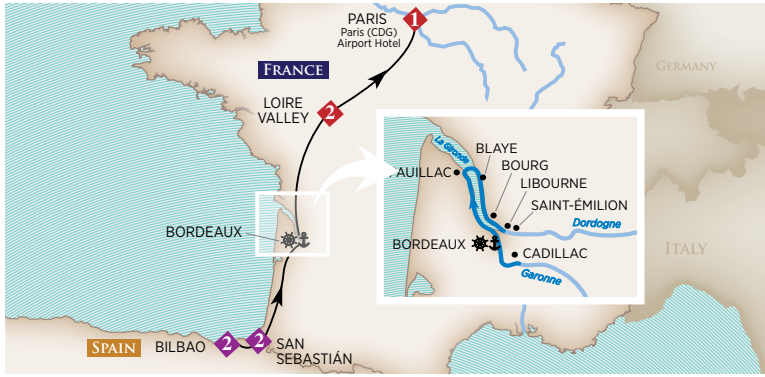 PARIS
Paris (CDG)
Airport Hotel
1
FRANCE
GERMANY
LOIRE
VALLEY
2
La Gironde
BLAYE
AUILLAC
BOURG
LIBOURNE
SAINT-ÉMILION
Dordogne
BORDEAUX
BORDEAUX
CADILLAC
Garonne
ITALY
SPAIN
BILBAO
2
2
SAN
SEBASTIÁN